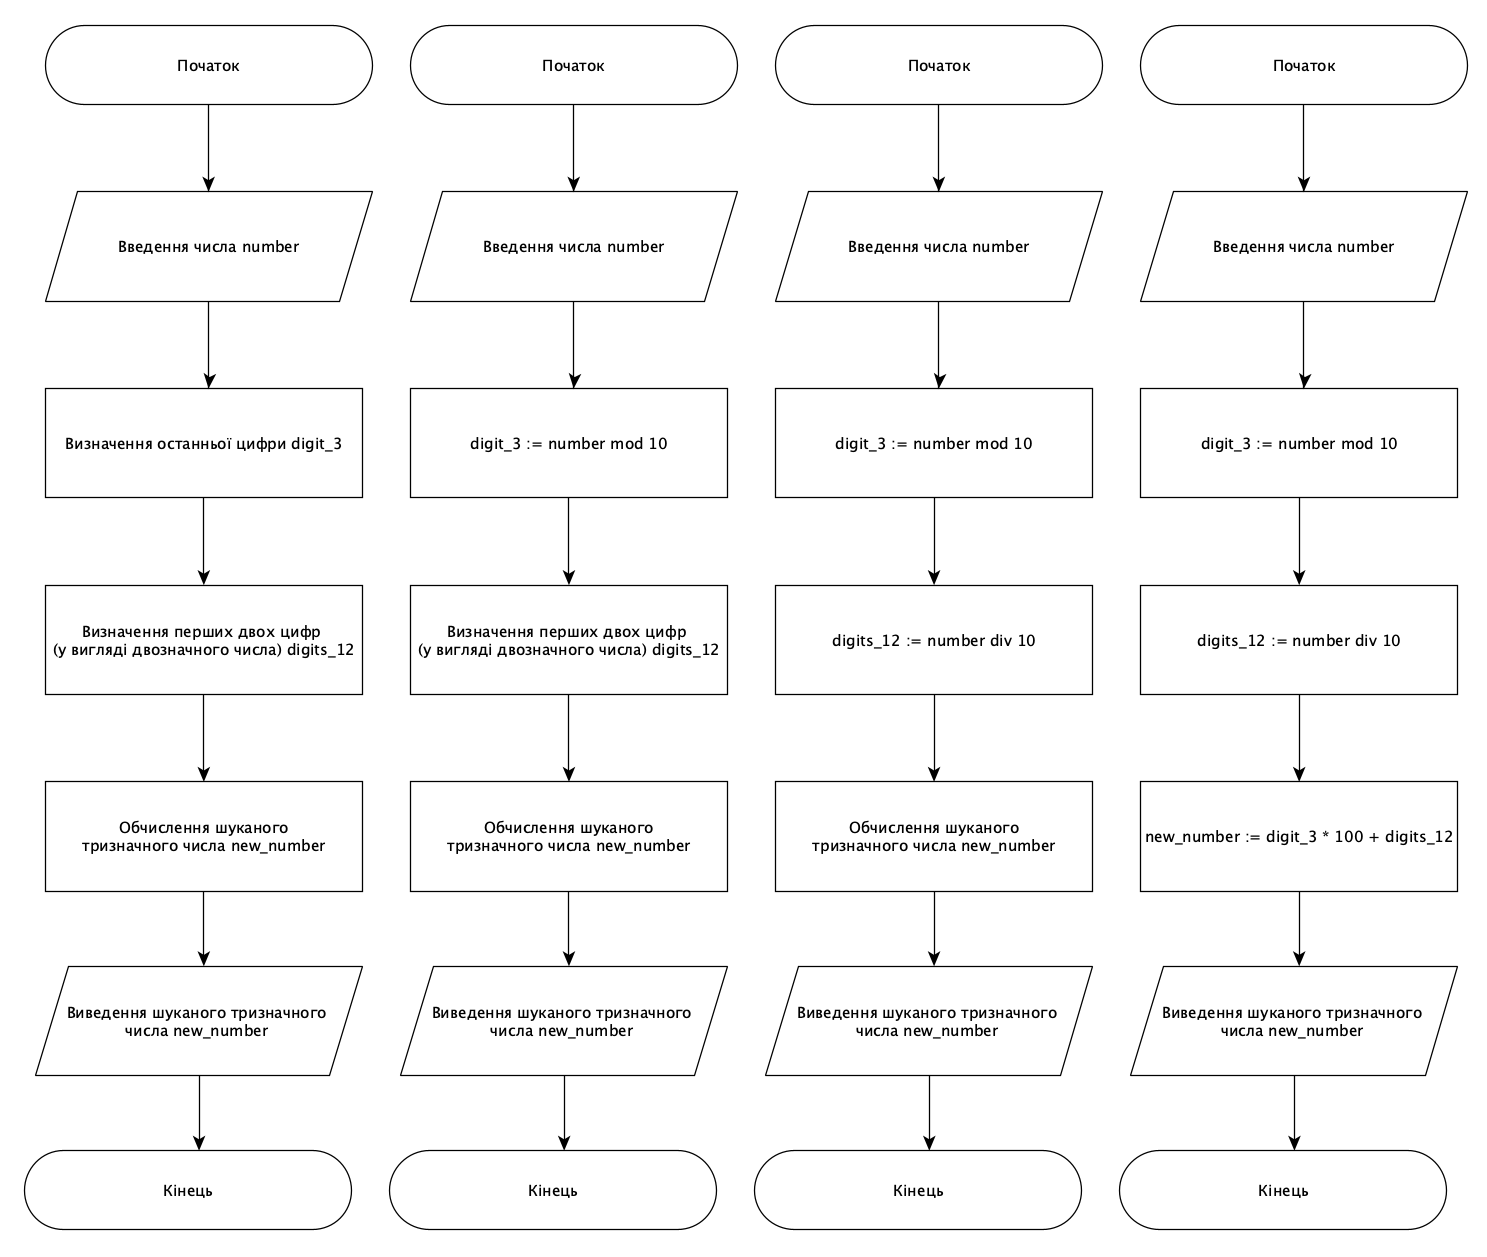 Початок
Введення числа number
Визначення останньої цифри digit_3
Визначення перших двох цифр
(у вигляді двозначного числа) digits_12
Обчислення шуканого
тризначного числа new_number
Виведення шуканого тризначного
числа new_number
Кінець
Початок
Введення числа number
digit_3 := number mod 10
Визначення перших двох цифр
(у вигляді двозначного числа) digits_12
Обчислення шуканого
тризначного числа new_number
Виведення шуканого тризначного
числа new_number
Кінець
Початок
Введення числа number
digit_3 := number mod 10
digits_12 := number div 10
Обчислення шуканого
тризначного числа new_number
Виведення шуканого тризначного
числа new_number
Кінець
Початок
Введення числа number
digit_3 := number mod 10
digits_12 := number div 10
new_number := digit_3 * 100 + digits_12
Виведення шуканого тризначного
числа new_number
Кінець